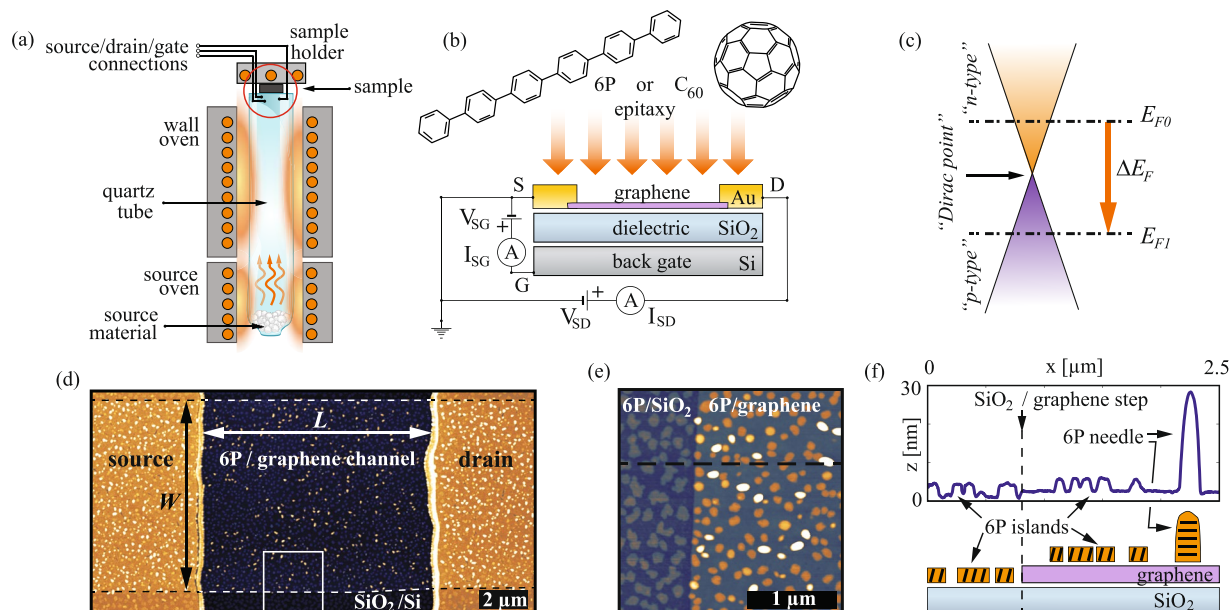 (a)
source/drain/gate
connections
sample
holder
sample
wall
oven
quartz
tube
source
oven
source
material
(b)
6P or C60
epitaxy
S
graphene
Au
D
VSG
+
dielectric
SiO2
ISG
A
back gate
Si
G
+
A
VSD
ISD
(c)
"n-type"
"Dirac point"
"p-type"
EF0
ΔEF
EF1
(d)
L
source
6P / graphene channel
drain
W
SiO2/Si
2 µm
(e)
6P/SiO2
6P/graphene
1 µm
(f)
0
x [µm]
2.5
30
z [nm]
0
SiO2 / graphene step
6P needle
6P islands
graphene
SiO2